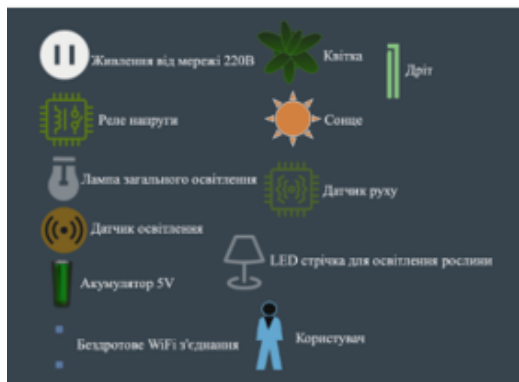 Живлення від мережі 220В
Квітка
Дріт
Реле напруги
Сонце
Лампа загального освітлення
Датчик руху
Датчик освітлення
LED стрічка для освітлення рослини
Акумулятор 5V
Бездротове WiFi з'єднання
Користувач